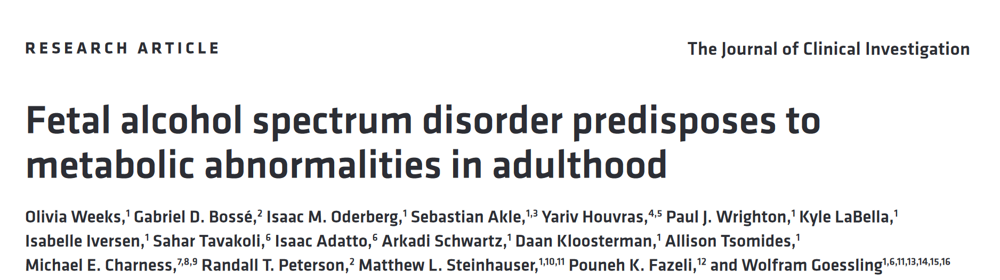 RESEARCH ARTICLE
The Journal of Clinical Investigation
Fetal alcohol spectrum disorder predisposes to
metabolic abnormalities in adulthood
Olivia Weeks,1 Gabriel D. Bossé,2 Isaac M. Oderberg,1 Sebastian Akle,1,3 Yariv Houvras,4,5 Paul J. Wrighton,1 Kyle LaBella,1
Isabelle Iversen,1 Sahar Tavakoli,6 Isaac Adatto,6 Arkadi Schwartz,1 Daan Kloosterman,1 Allison Tsomides,1
Michael E. Charness,7,8,9 Randall T. Peterson,2 Matthew L. Steinhauser,1,10,11 Pouneh K. Fazeli,12 and Wolfram Goessling1,6,11,13,14,15,16